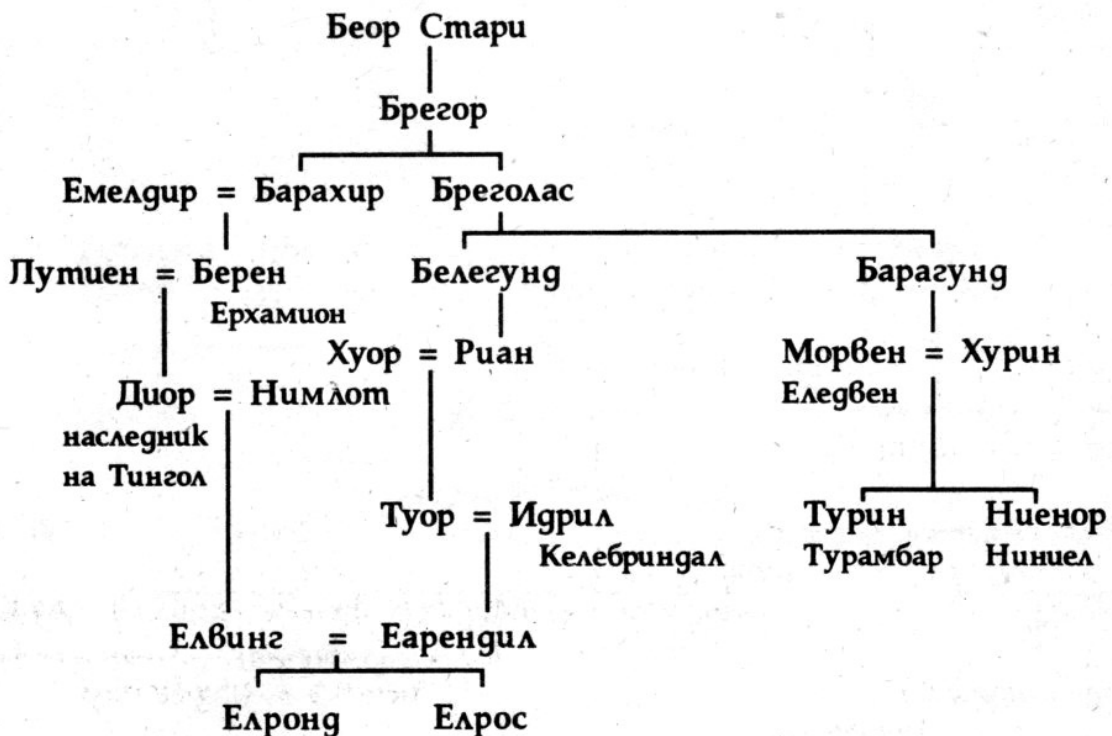 Беор Стари
Брегор
Емелдир = Барахир Бреголас
Лутиен = Берен Белегунд Барагунд
Ерхамион
Хуор = Риан Морвен = Хурин
Еледвен
Диор = Нимлот
наследник
на Тингол
Туор = Идрил Турин Ниенор
Келебриндал Турамбар Ниниел
Елвинг = Еарендил
Елронд Елрос